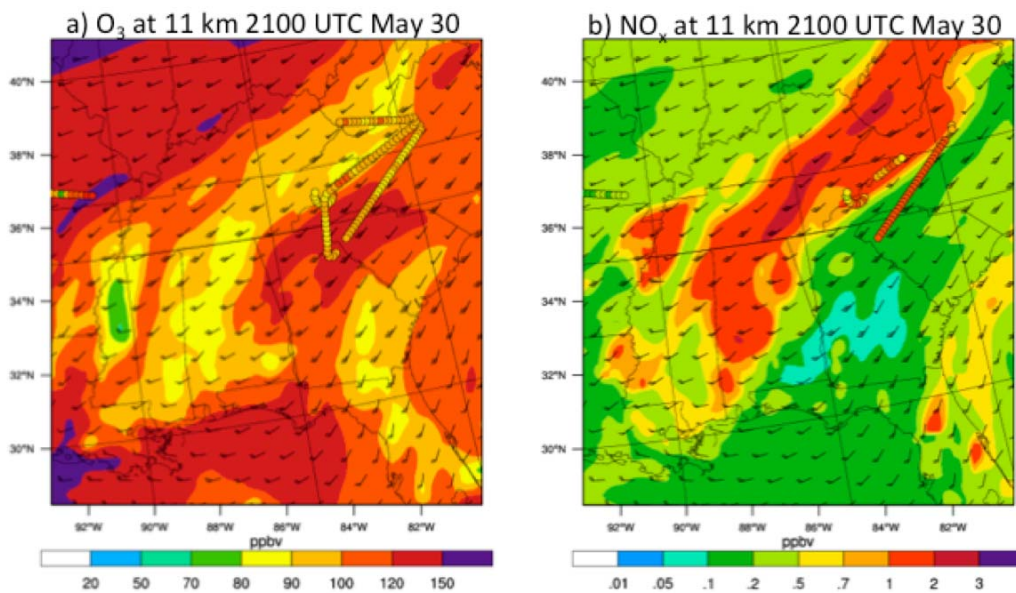 a) O₃ at 11 km 2100 UTC May 30
40°N
38°N
36°N
34°N
32°N
30°N
92°W 90°W 88°W 86°W 84°W 82°W
ppbv
20 50 70 80 90 100 120 150
b) NOₓ at 11 km 2100 UTC May 30
40°N
38°N
36°N
34°N
32°N
30°N
92°W 90°W 88°W 86°W 84°W 82°W
ppbv
.01 .05 .1 .2 .5 .7 1 2 3